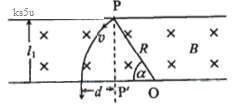 ks5u
P
× × × ×
v
l₁
R
B
× × × ×
α
d
P'
O